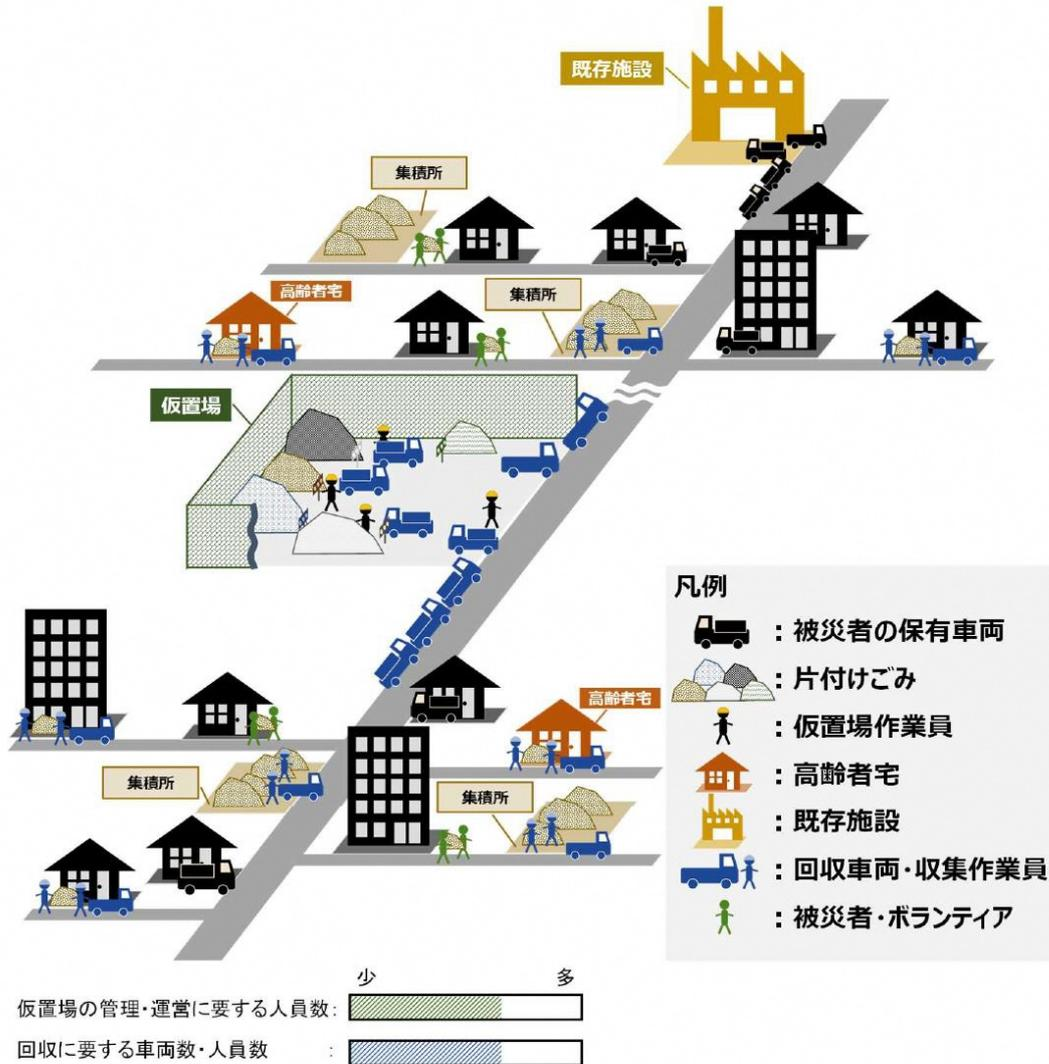 既存施設
集積所
高齢者宅
集積所
仮置場
高齢者宅
集積所
集積所
凡例
：被災者の保有車両
：片付けごみ
：仮置場作業員
：高齢者宅
：既存施設
：回収車両・収集作業員
：被災者・ボランティア
少 多
仮置場の管理・運営に要する人員数：
回収に要する車両数・人員数 ：